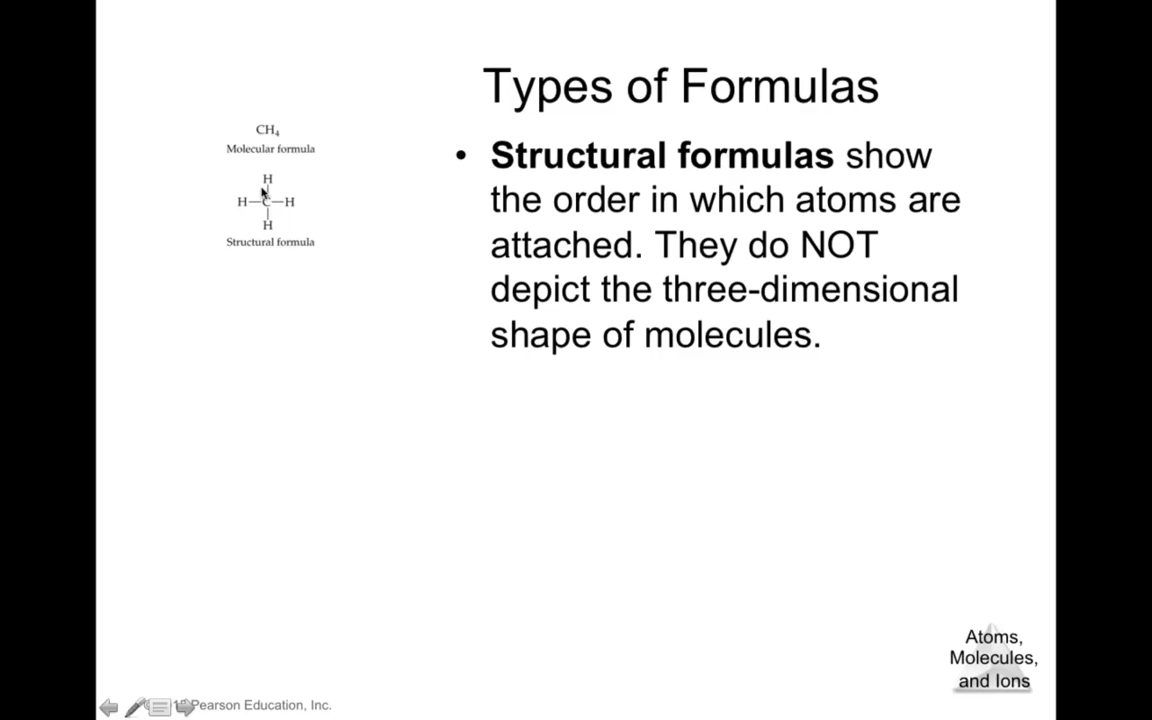 Types of Formulas
CH₄
Molecular formula
H
H—C—H
H
Structural formula
• Structural formulas show
the order in which atoms are
attached. They do NOT
depict the three-dimensional
shape of molecules.
Atoms,
Molecules,
and Ions
Pearson Education, Inc.